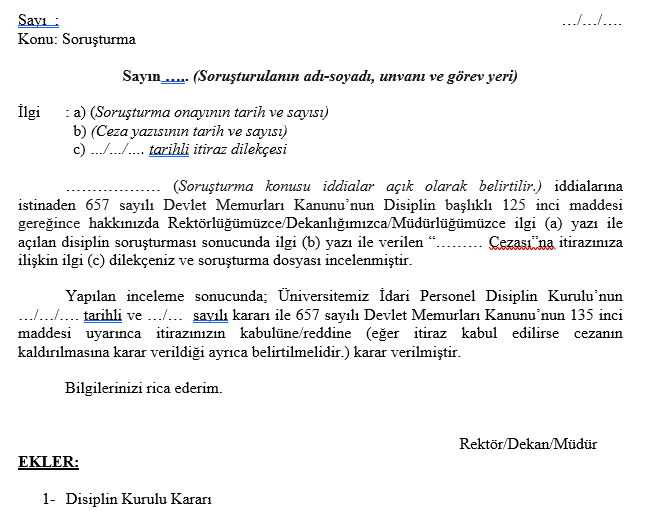 Sayı :                                                                 …/…/….
Konu: Soruşturma
Sayın ….. (Soruşturulanın adı-soyadı, unvanı ve görev yeri)
İlgi : a) (Soruşturma onayının tarih ve sayısı)
b) (Ceza yazısının tarih ve sayısı)
c) …/…/…. tarihli itiraz dilekçesi
……………… (Soruşturma konusu iddialar açık olarak belirtilir.) iddialarına
istinaden 657 sayılı Devlet Memurları Kanunu’nun Disiplin başlıklı 125 inci maddesi
gereğince hakkınızda Rektörlüğümüzce/Dekanlığımızca/Müdürlüğümüzce ilgi (a) yazı ile
açılan disiplin soruşturması sonucunda ilgi (b) yazı ile verilen “……… Cezası”na itirazınıza
ilişkin ilgi (c) dilekçeniz ve soruşturma dosyası incelenmiştir.
Yapılan inceleme sonucunda; Üniversitemiz İdari Personel Disiplin Kurulu’nun
…/…/…. tarihli ve …/… sayılı kararı ile 657 sayılı Devlet Memurları Kanunu’nun 135 inci
maddesi uyarınca itirazınızın kabulüne/reddine (eğer itiraz kabul edilirse cezanın
kaldırılmasına karar verildiği ayrıca belirtilmelidir.) karar verilmiştir.
Bilgilerinizi rica ederim.
Rektör/Dekan/Müdür
EKLER:
1- Disiplin Kurulu Kararı